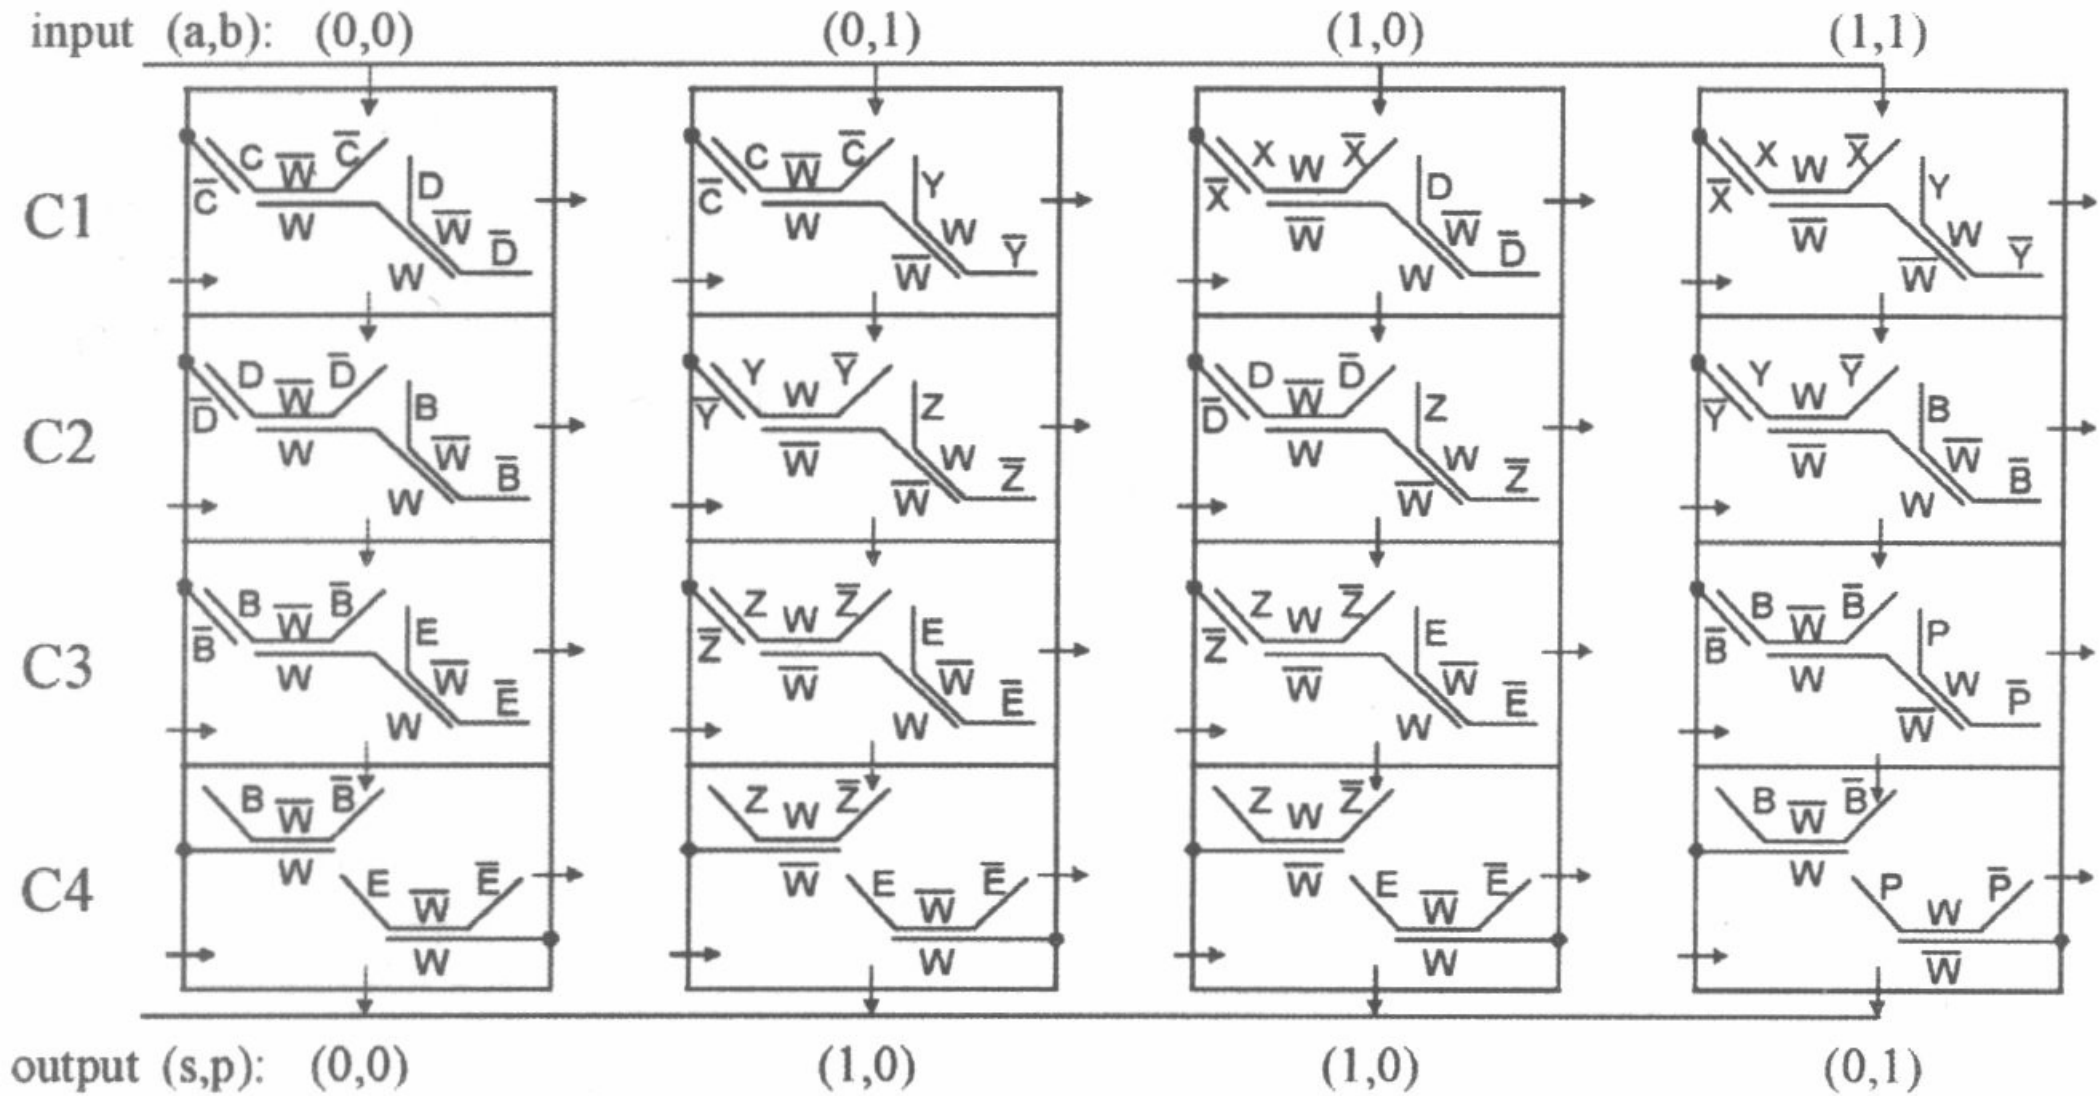 input (a,b): (0,0) (0,1) (1,0) (1,1)
C W̄ C̄ D C W̄ C̄ Y X W X̄ D X W X̄ Y
C1 C̄ W W̄ D̄ C̄ W W Ȳ X̄ W̄ W̄ D̄ X̄ W̄ W Ȳ
W W̄ W W̄
D W̄ D̄ B Y W Ȳ Z D W̄ D̄ Z Y W Ȳ B
C2 D̄ W W̄ B̄ Ȳ W̄ W Z̄ D̄ W W Z̄ Ȳ W̄ W̄ B̄
W W̄ W̄ W
B W̄ B̄ E Z W Z̄ E Z W Z̄ E B W̄ B̄ P
C3 B̄ W W̄ Ē Z̄ W̄ W̄ Ē Z̄ W̄ W̄ Ē B̄ W W P̄
W W W W̄
B W̄ B̄ Z W Z̄ Z W Z̄ B W̄ B̄
C4 W E W̄ Ē W̄ E W̄ Ē W̄ E W̄ Ē W P W P̄
W W W W̄
output (s,p): (0,0) (1,0) (1,0) (0,1)